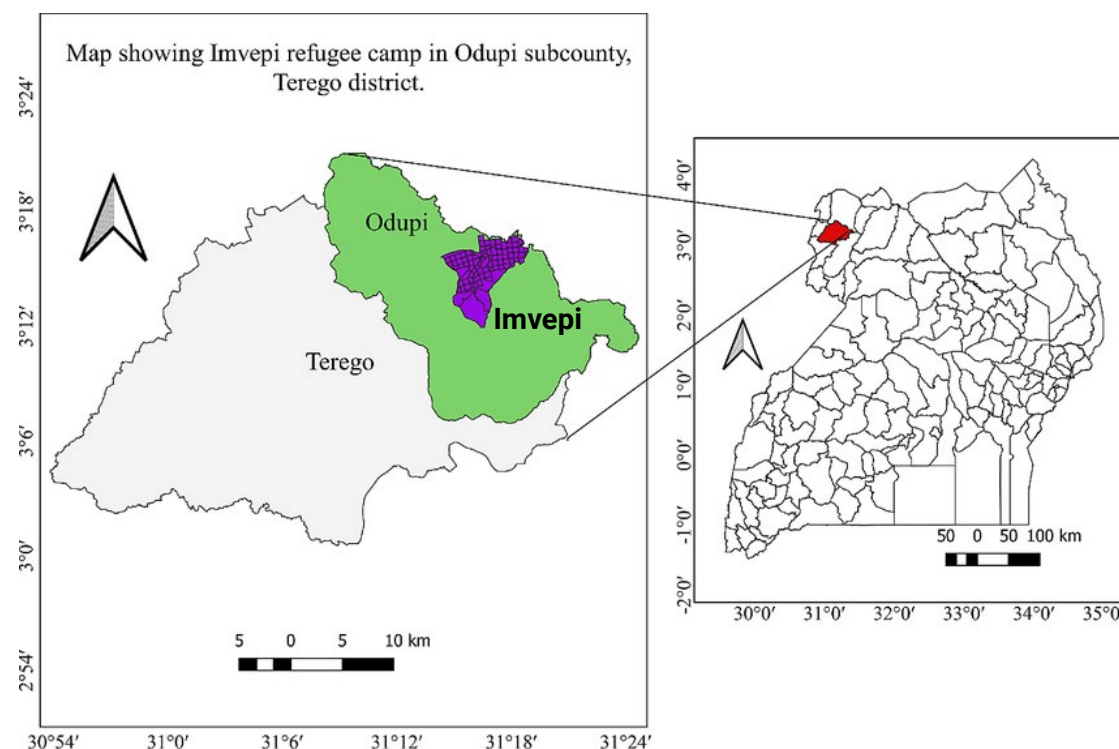 Map showing Imvepi refugee camp in Odupi subcounty,
Terego district.
3°24′
3°18′
3°12′
3°6′
3°0′
2°54′
Odupi
Imvepi
Terego
5 0 5 10 km
30°54′ 31°0′ 31°6′ 31°12′ 31°18′ 31°24′
4°0′
3°0′
2°0′
1°0′
0°0′
-1°0′
-2°0′
50 0 50 100 km
30°0′ 31°0′ 32°0′ 33°0′ 34°0′ 35°0′